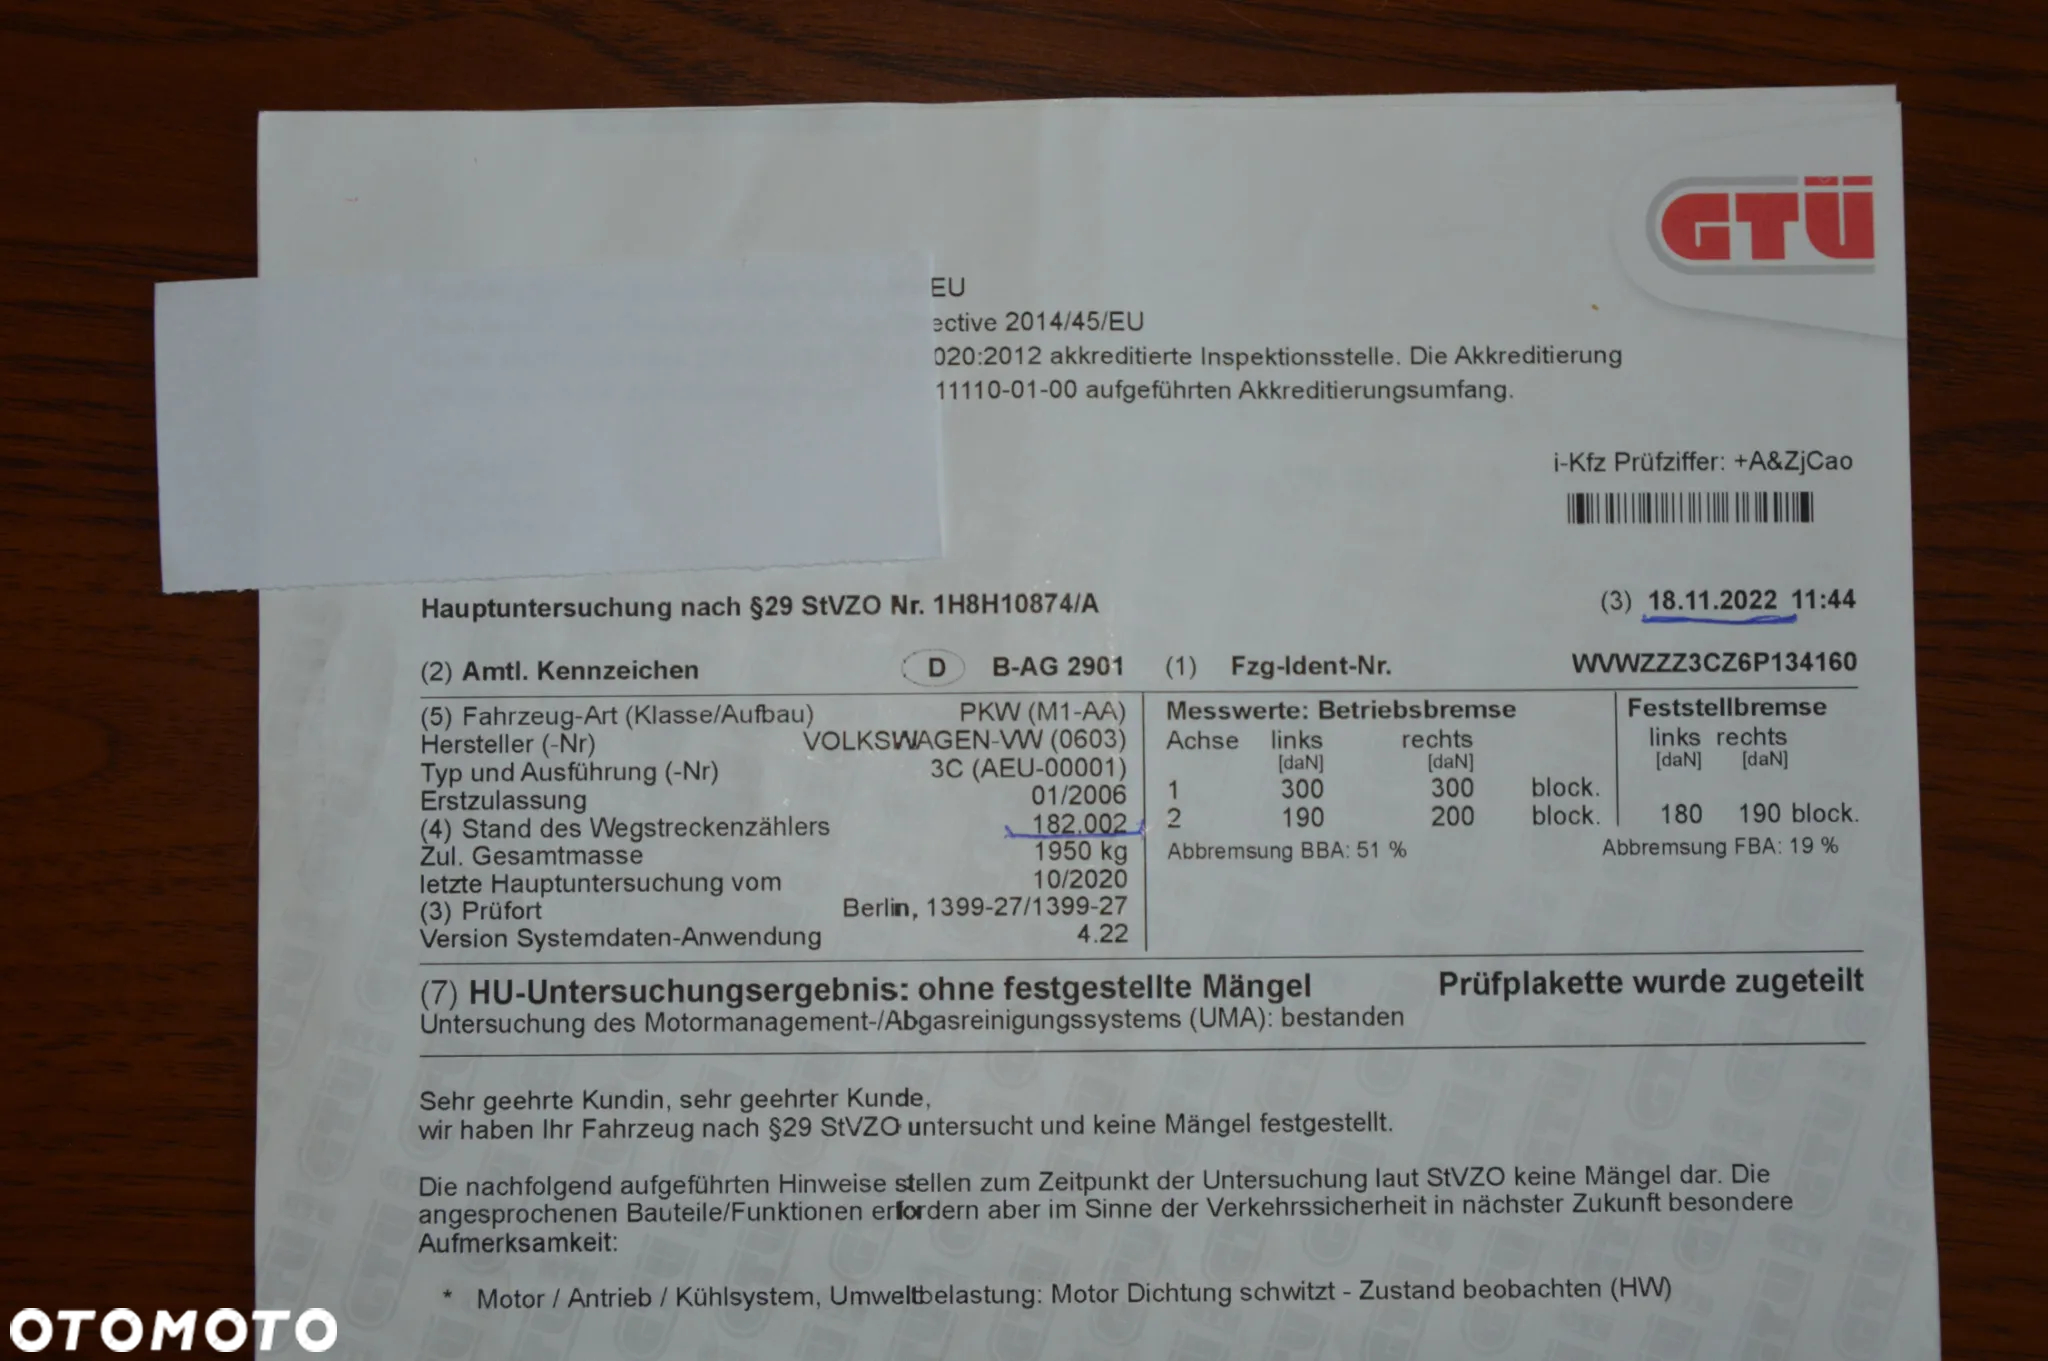 GTÜ
EU
ective 2014/45/EU
020:2012 akkreditierte Inspektionsstelle. Die Akkreditierung
11110-01-00 aufgeführten Akkreditierungsumfang.
i-Kfz Prüfziffer: +A&ZjCao
Hauptuntersuchung nach §29 StVZO Nr. 1H8H10874/A (3) 18.11.2022 11:44
(2) Amtl. Kennzeichen D B-AG 2901 (1) Fzg-Ident-Nr. WVWZZZ3CZ6P134160
(5) Fahrzeug-Art (Klasse/Aufbau) PKW (M1-AA) Messwerte: Betriebsbremse Feststellbremse
Hersteller (-Nr) VOLKSWAGEN-VW (0603) Achse links rechts links rechts
[daN] [daN] [daN] [daN]
Typ und Ausführung (-Nr) 3C (AEU-00001)
Erstzulassung 01/2006 1 300 300 block.
(4) Stand des Wegstreckenzählers 182.002 2 190 200 block. 180 190 block.
Zul. Gesamtmasse 1950 kg Abbremsung BBA: 51 % Abbremsung FBA: 19 %
letzte Hauptuntersuchung vom 10/2020
(3) Prüfort Berlin, 1399-27/1399-27
Version Systemdaten-Anwendung 4.22
(7) HU-Untersuchungsergebnis: ohne festgestellte Mängel Prüfplakette wurde zugeteilt
Untersuchung des Motormanagement-/Abgasreinigungssystems (UMA): bestanden
Sehr geehrte Kundin, sehr geehrter Kunde,
wir haben Ihr Fahrzeug nach §29 StVZO untersucht und keine Mängel festgestellt.
Die nachfolgend aufgeführten Hinweise stellen zum Zeitpunkt der Untersuchung laut StVZO keine Mängel dar. Die
angesprochenen Bauteile/Funktionen erfordern aber im Sinne der Verkehrssicherheit in nächster Zukunft besondere
Aufmerksamkeit:
* Motor / Antrieb / Kühlsystem, Umweltbelastung: Motor Dichtung schwitzt - Zustand beobachten (HW)
OTOMOTO